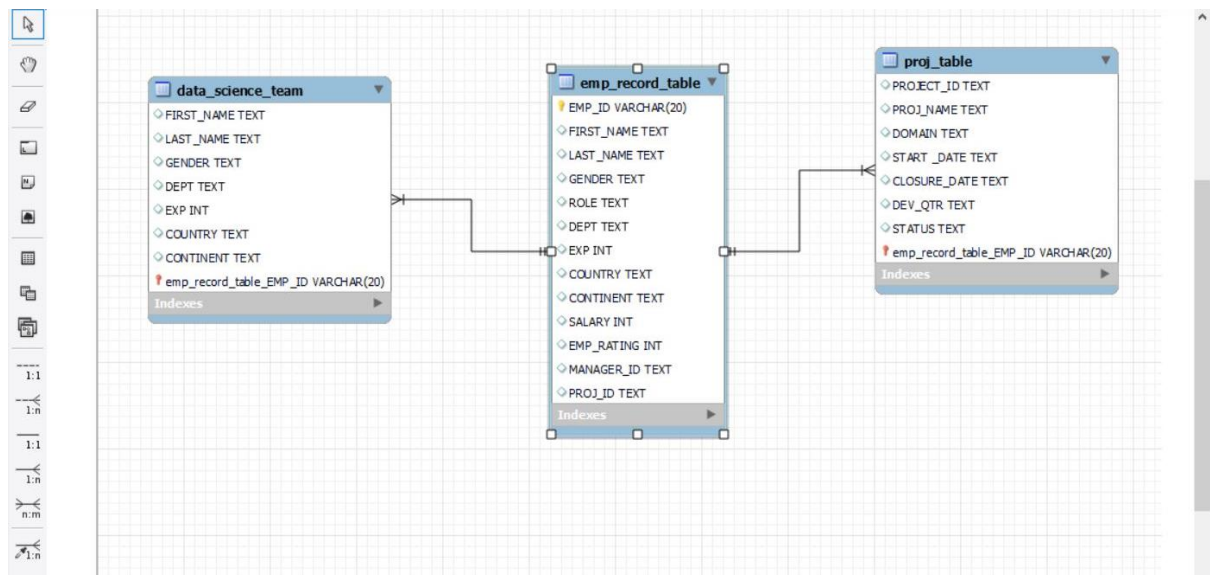 data_science_team
FIRST_NAME TEXT
LAST_NAME TEXT
GENDER TEXT
DEPT TEXT
EXP INT
COUNTRY TEXT
CONTINENT TEXT
emp_record_table_EMP_ID VARCHAR(20)
Indexes
emp_record_table
EMP_ID VARCHAR(20)
FIRST_NAME TEXT
LAST_NAME TEXT
GENDER TEXT
ROLE TEXT
DEPT TEXT
EXP INT
COUNTRY TEXT
CONTINENT TEXT
SALARY INT
EMP_RATING INT
MANAGER_ID TEXT
PROJ_ID TEXT
Indexes
proj_table
PROJECT_ID TEXT
PROJ_NAME TEXT
DOMAIN TEXT
START _DATE TEXT
CLOSURE_DATE TEXT
DEV_QTR TEXT
STATUS TEXT
emp_record_table_EMP_ID VARCHAR(20)
Indexes
1:1
1:n
1:1
1:n
n:m
1:n